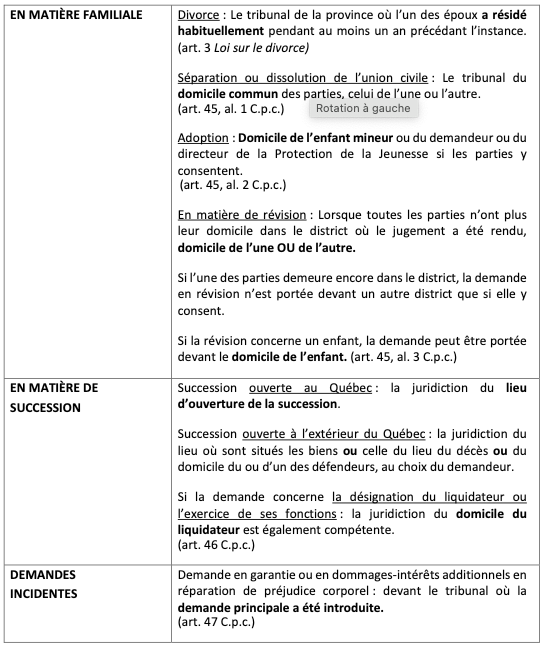 EN MATIÈRE FAMILIALE
Divorce : Le tribunal de la province où l’un des époux a résidé
habituellement pendant au moins un an précédant l’instance.
(art. 3 Loi sur le divorce)
Séparation ou dissolution de l’union civile : Le tribunal du
domicile commun des parties, celui de l’une ou l’autre.
(art. 45, al. 1 C.p.c.)
Rotation à gauche
Adoption : Domicile de l’enfant mineur ou du demandeur ou du
directeur de la Protection de la Jeunesse si les parties y
consentent.
(art. 45, al. 2 C.p.c.)
En matière de révision : Lorsque toutes les parties n’ont plus
leur domicile dans le district où le jugement a été rendu,
domicile de l’une OU de l’autre.
Si l’une des parties demeure encore dans le district, la demande
en révision n’est portée devant un autre district que si elle y
consent.
Si la révision concerne un enfant, la demande peut être portée
devant le domicile de l’enfant. (art. 45, al. 3 C.p.c.)
EN MATIÈRE DE
SUCCESSION
Succession ouverte au Québec : la juridiction du lieu
d’ouverture de la succession.
Succession ouverte à l’extérieur du Québec : la juridiction du
lieu où sont situés les biens ou celle du lieu du décès ou du
domicile du ou d’un des défendeurs, au choix du demandeur.
Si la demande concerne la désignation du liquidateur ou
l’exercice de ses fonctions : la juridiction du domicile du
liquidateur est également compétente.
(art. 46 C.p.c.)
DEMANDES
INCIDENTES
Demande en garantie ou en dommages-intérêts additionnels en
réparation de préjudice corporel : devant le tribunal où la
demande principale a été introduite.
(art. 47 C.p.c.)